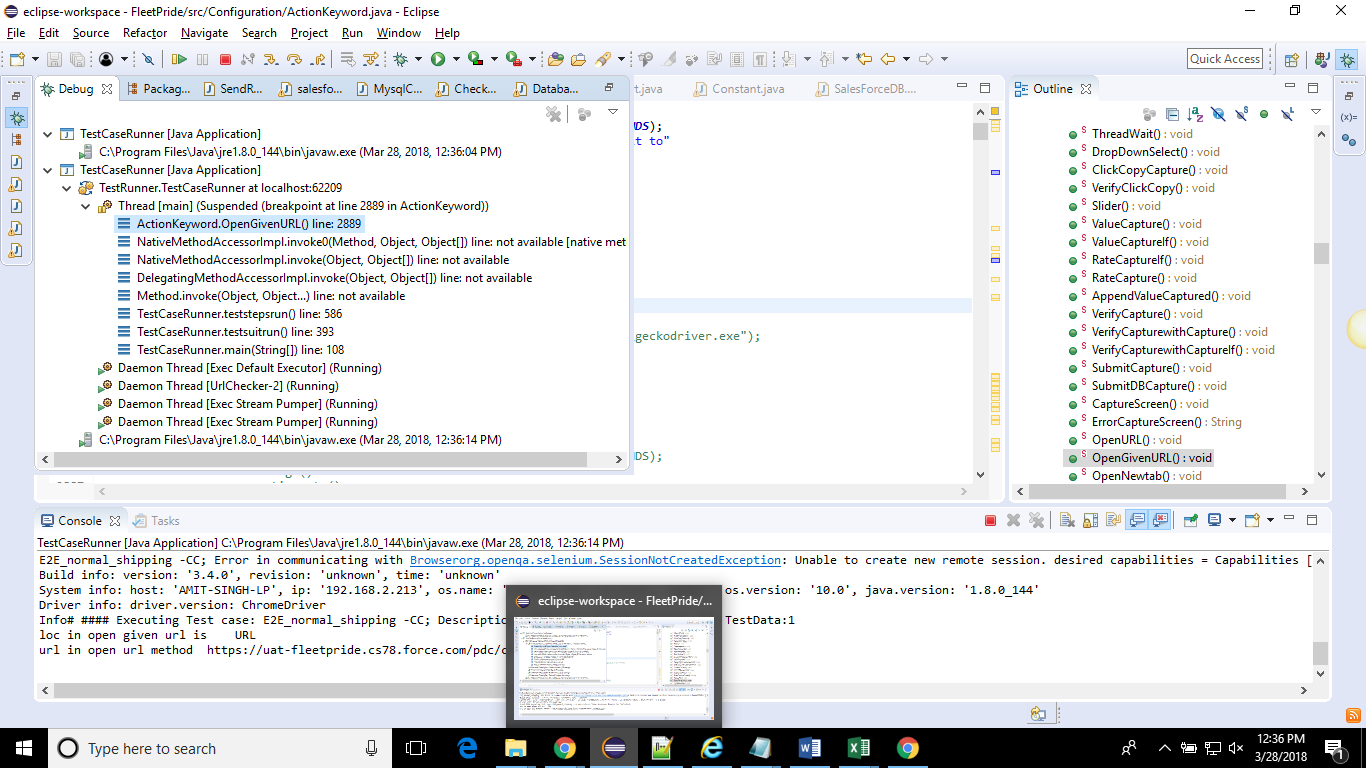 eclipse-workspace - FleetPride/src/Configuration/ActionKeyword.java - Eclipse
File Edit Source Refactor Navigate Search Project Run Window Help
Quick Access
Debug Packag... SendR... salesfo... MysqlC... Check... Databa... rt.java Constant.java SalesForceDB....
TestCaseRunner [Java Application]
C:\Program Files\Java\jre1.8.0_144\bin\javaw.exe (Mar 28, 2018, 12:36:04 PM)
TestCaseRunner [Java Application]
TestRunner.TestCaseRunner at localhost:62209
Thread [main] (Suspended (breakpoint at line 2889 in ActionKeyword))
ActionKeyword.OpenGivenURL() line: 2889
NativeMethodAccessorImpl.invoke0(Method, Object, Object[]) line: not available [native met
NativeMethodAccessorImpl.invoke(Object, Object[]) line: not available
DelegatingMethodAccessorImpl.invoke(Object, Object[]) line: not available
Method.invoke(Object, Object...) line: not available
TestCaseRunner.teststepsrun() line: 586
TestCaseRunner.testsuitrun() line: 393
TestCaseRunner.main(String[]) line: 108
Daemon Thread [Exec Default Executor] (Running)
Daemon Thread [UrlChecker-2] (Running)
Daemon Thread [Exec Stream Pumper] (Running)
Daemon Thread [Exec Stream Pumper] (Running)
C:\Program Files\Java\jre1.8.0_144\bin\javaw.exe (Mar 28, 2018, 12:36:14 PM)
DS);
t to"
geckodriver.exe");
DS);
Outline
ThreadWait() : void
DropDownSelect() : void
ClickCopyCapture() : void
VerifyClickCopy() : void
Slider() : void
ValueCapture() : void
ValueCaptureIf() : void
RateCaptureIf() : void
RateCapture() : void
AppendValueCaptured() : void
VerifyCapture() : void
VerifyCapturewithCapture() : void
VerifyCapturewithCaptureIf() : void
SubmitCapture() : void
SubmitDBCapture() : void
CaptureScreen() : void
ErrorCaptureScreen() : String
OpenURL() : void
OpenGivenURL() : void
OpenNewtab() : void
(x)=
Console Tasks
TestCaseRunner [Java Application] C:\Program Files\Java\jre1.8.0_144\bin\javaw.exe (Mar 28, 2018, 12:36:14 PM)
E2E_normal_shipping -CC; Error in communicating with Browserorg.openqa.selenium.SessionNotCreatedException: Unable to create new remote session. desired capabilities = Capabilities [
Build info: version: '3.4.0', revision: 'unknown', time: 'unknown'
System info: host: 'AMIT-SINGH-LP', ip: '192.168.2.213', os.name: os.version: '10.0', java.version: '1.8.0_144'
Driver info: driver.version: ChromeDriver
Info# #### Executing Test case: E2E_normal_shipping -CC; Descriptio TestData:1
loc in open given url is URL
url in open url method https://uat-fleetpride.cs78.force.com/pdc/
eclipse-workspace - FleetPride/...
Type here to search
12:36 PM
3/28/2018
1